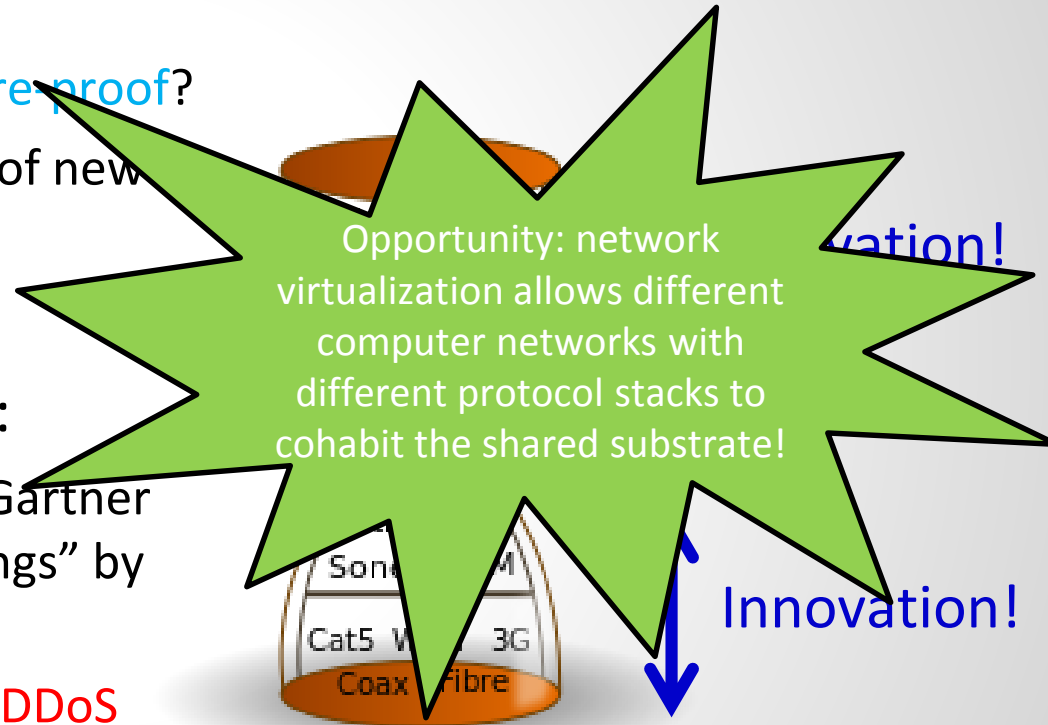 re-proof?
of new
Opportunity: network
virtualization allows different
computer networks with
different protocol stacks to
cohabit the shared substrate!
vation!
:
Gartner
ngs” by
Son M
Cat5 3G
Coax Fibre
Innovation!
DDoS